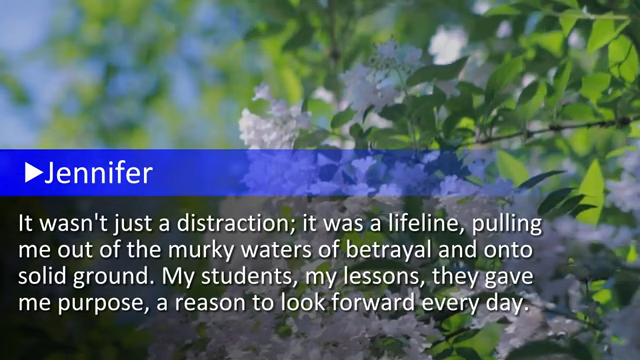 ▶Jennifer
It wasn't just a distraction; it was a lifeline, pulling
me out of the murky waters of betrayal and onto
solid ground. My students, my lessons, they gave
me purpose, a reason to look forward every day.